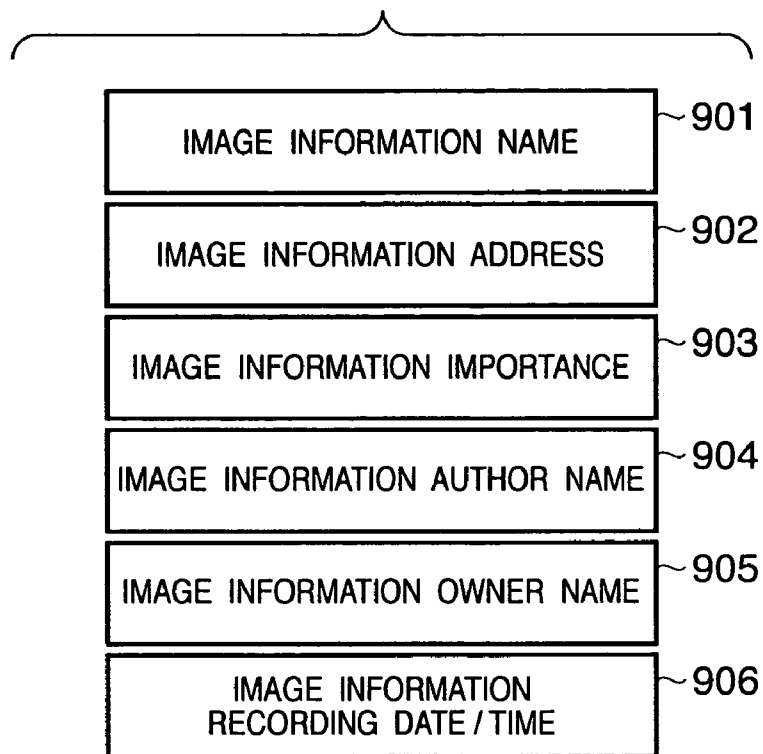 IMAGE INFORMATION NAME
901
IMAGE INFORMATION ADDRESS
902
IMAGE INFORMATION IMPORTANCE
903
IMAGE INFORMATION AUTHOR NAME
904
IMAGE INFORMATION OWNER NAME
905
IMAGE INFORMATION
RECORDING DATE / TIME
906